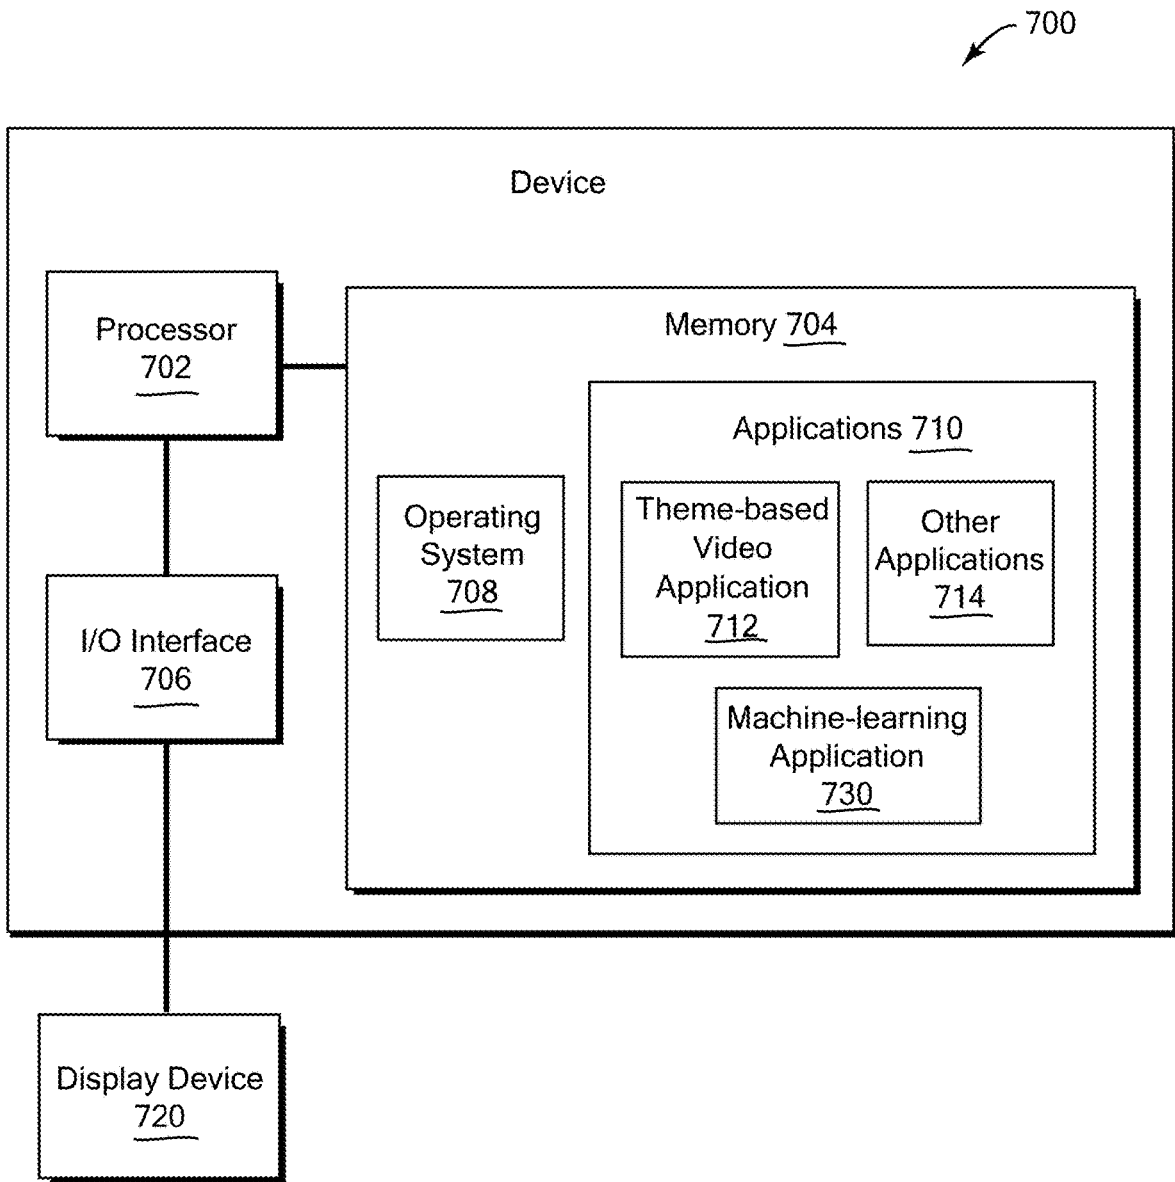 700
Device
Processor
702
Memory 704
Applications 710
Operating
System
708
Theme-based
Video
Application
712
Other
Applications
714
I/O Interface
706
Machine-learning
Application
730
Display Device
720